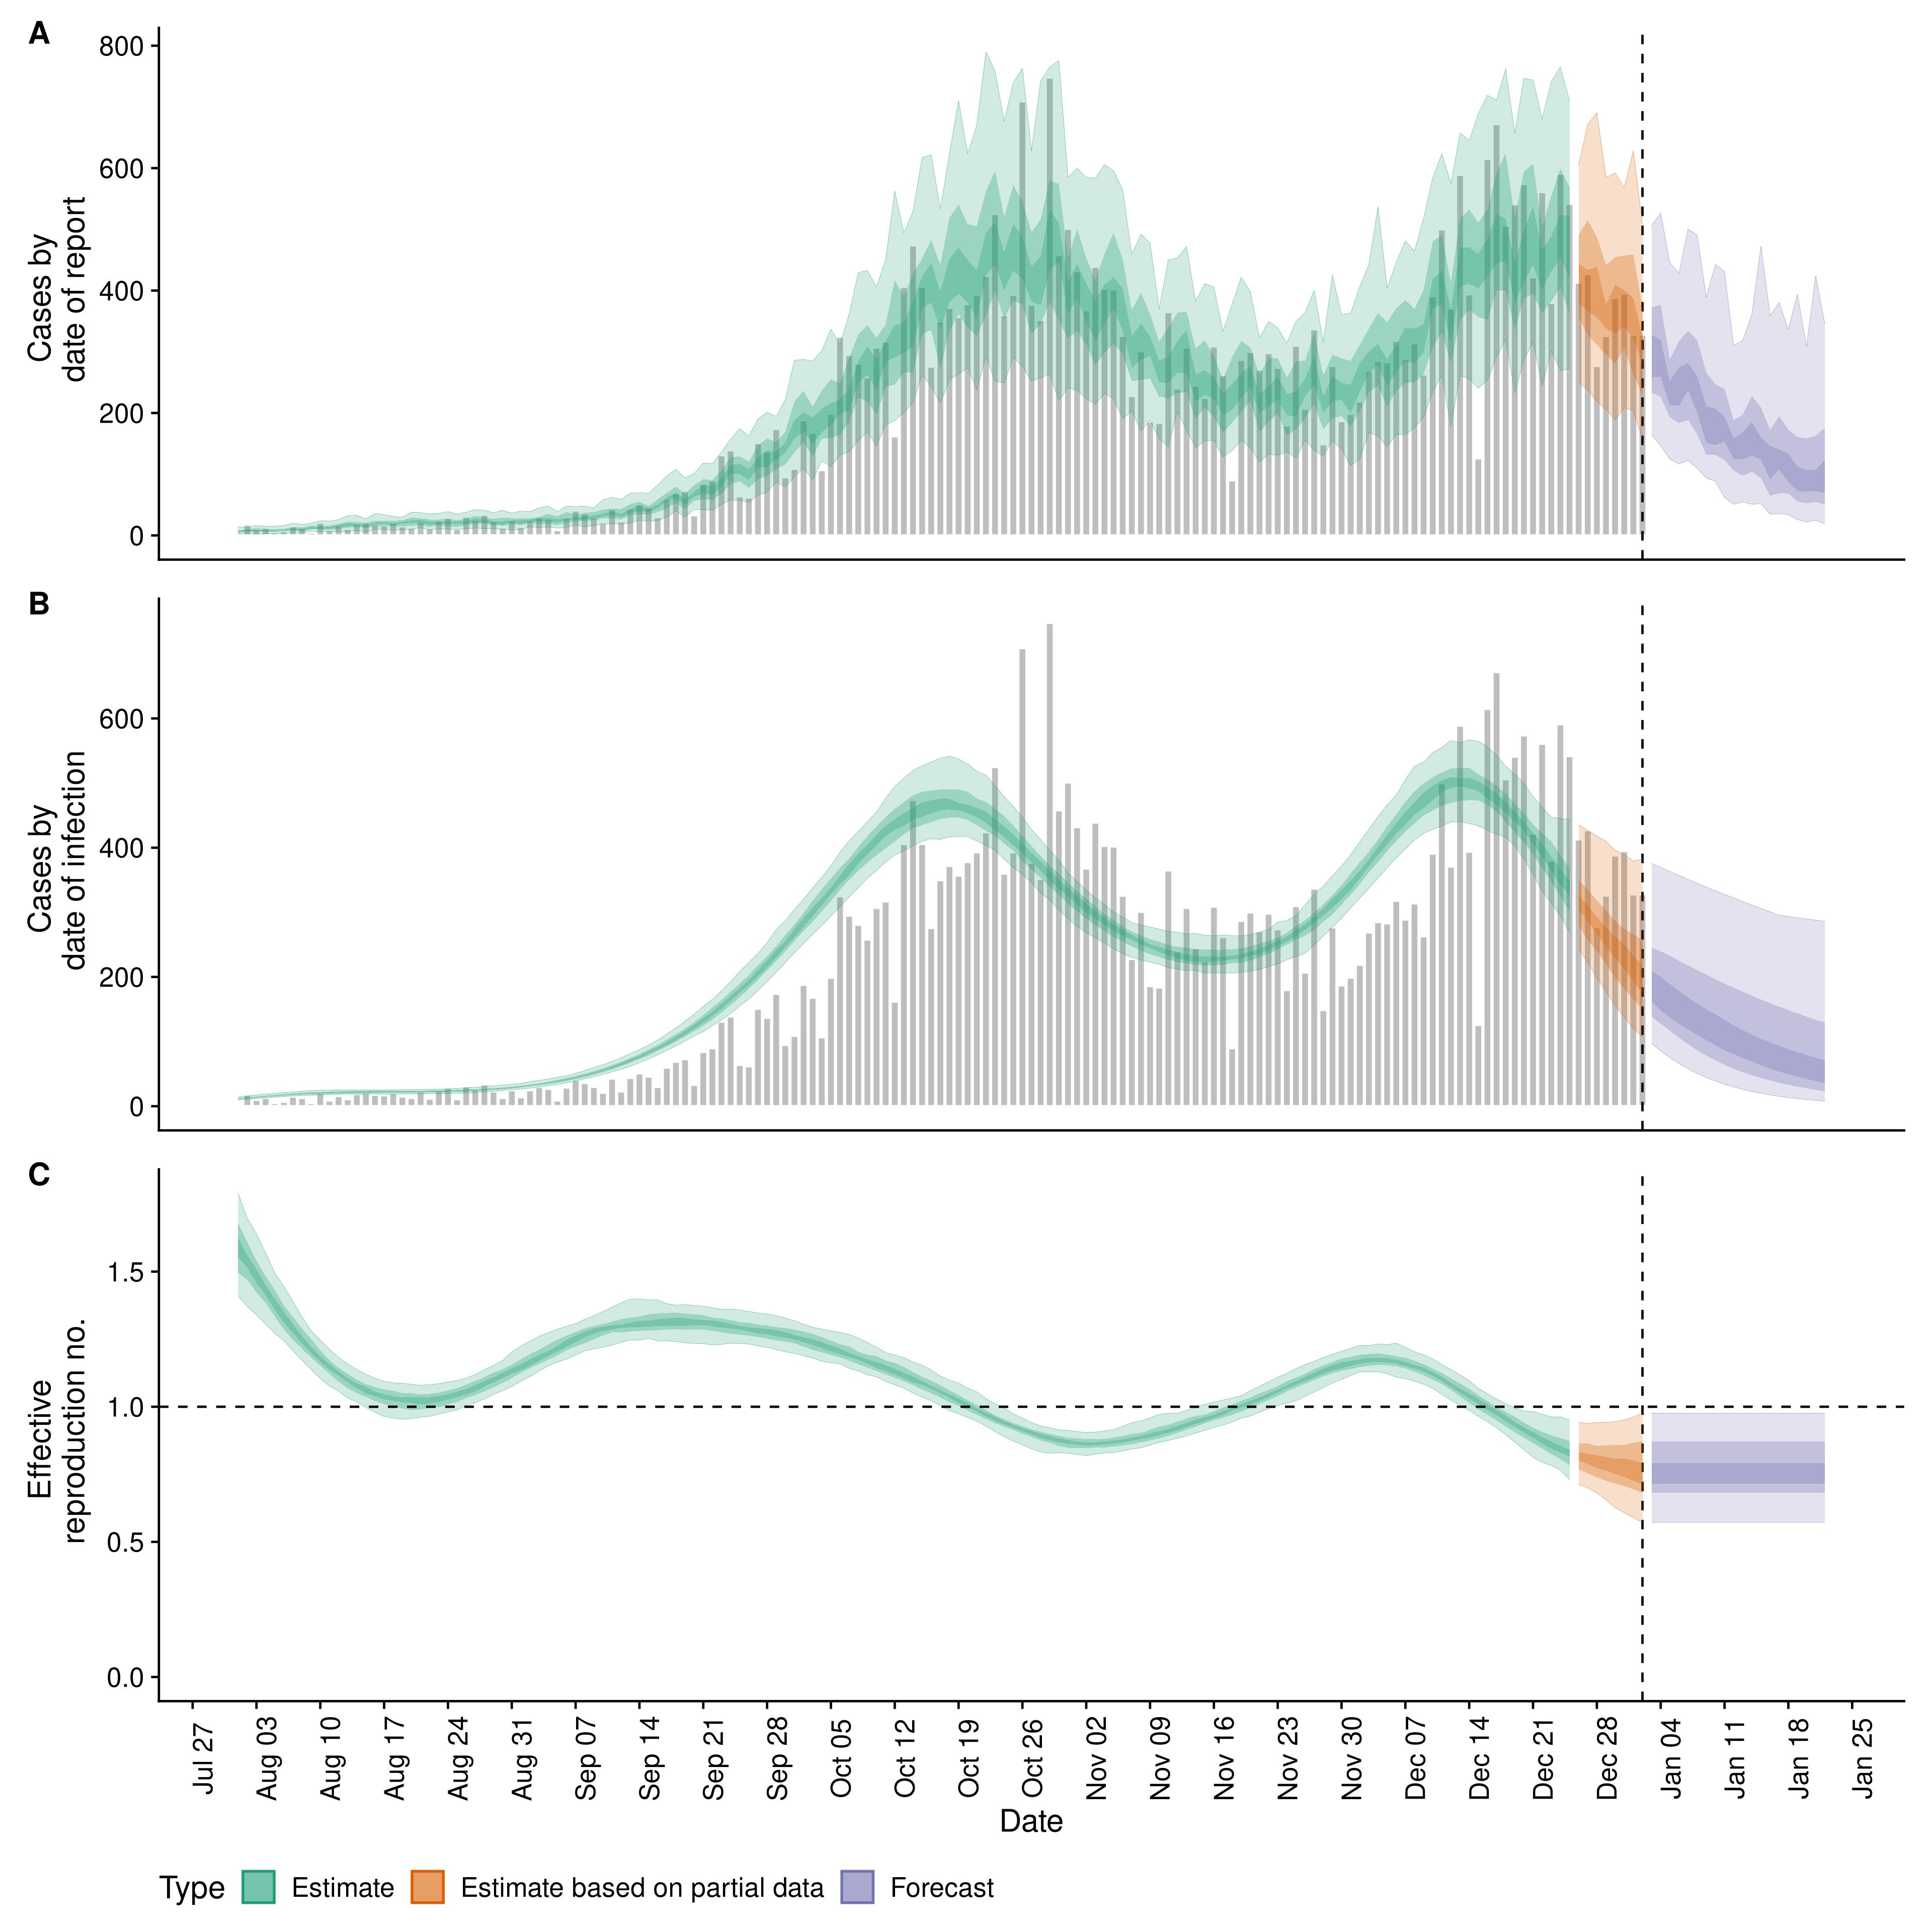 A
Cases by
date of report
800
600
400
200
0
B
Cases by
date of infection
600
400
200
0
C
Effective
reproduction no.
1.5
1.0
0.5
0.0
Jul 27
Aug 03
Aug 10
Aug 17
Aug 24
Aug 31
Sep 07
Sep 14
Sep 21
Sep 28
Oct 05
Oct 12
Oct 19
Oct 26
Nov 02
Nov 09
Nov 16
Nov 23
Nov 30
Dec 07
Dec 14
Dec 21
Dec 28
Jan 04
Jan 11
Jan 18
Jan 25
Date
Type Estimate Estimate based on partial data Forecast